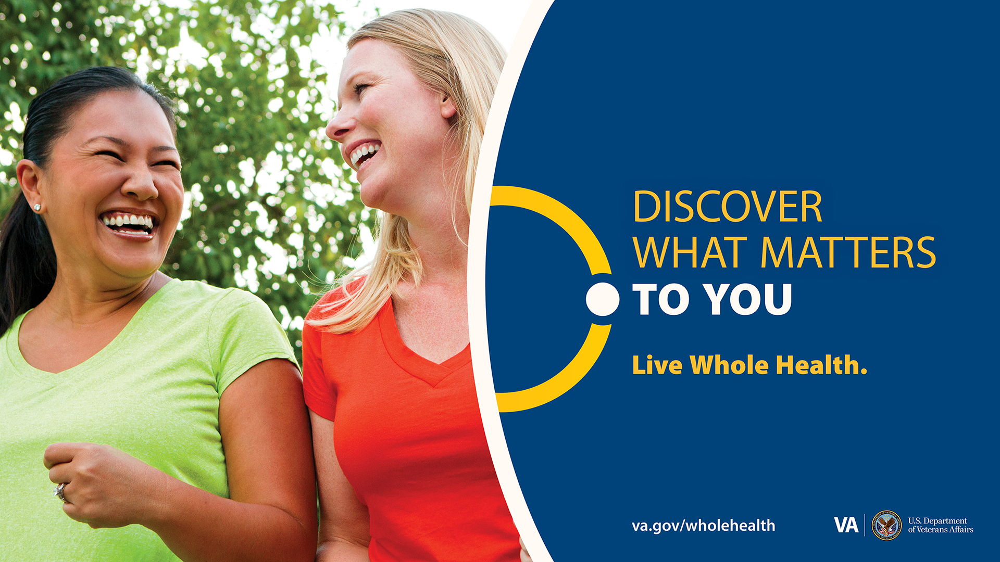 DISCOVER
WHAT MATTERS
TO YOU
Live Whole Health.
va.gov/wholehealth
VA
U.S. Department
of Veterans Affairs